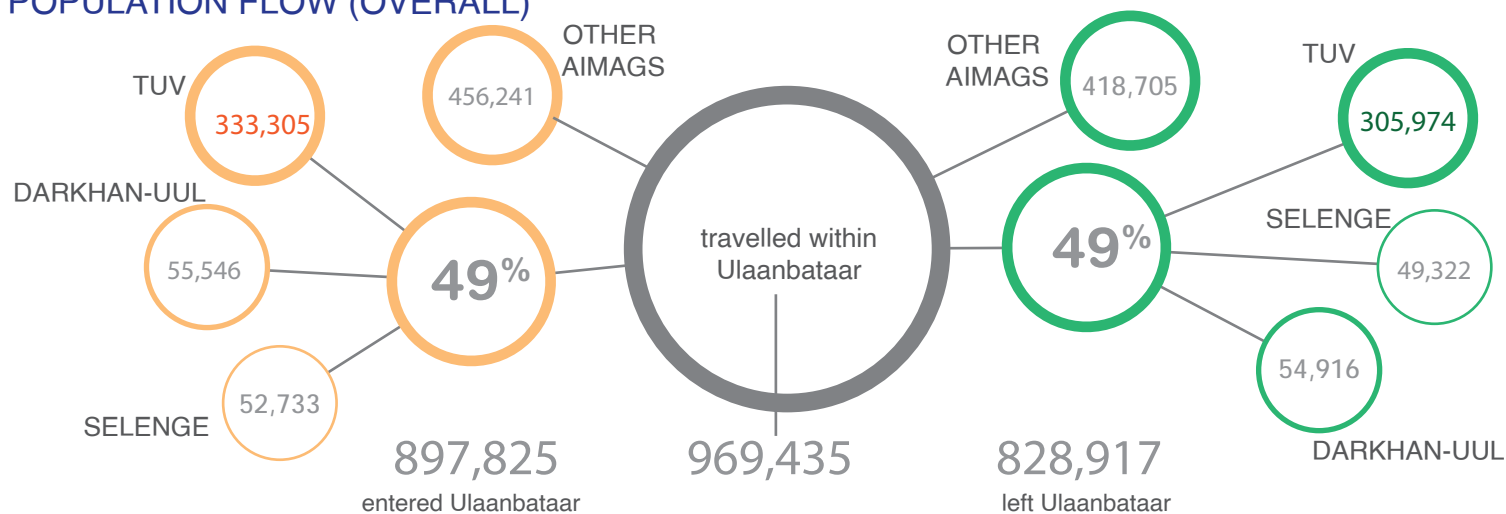 POPULATION FLOW (OVERALL)
OTHER
AIMAGS
456,241
TUV
333,305
DARKHAN-UUL
55,546
49%
SELENGE
52,733
897,825
entered Ulaanbataar
travelled within
Ulaanbataar
969,435
OTHER
AIMAGS
418,705
TUV
305,974
49%
SELENGE
49,322
54,916
DARKHAN-UUL
828,917
left Ulaanbataar